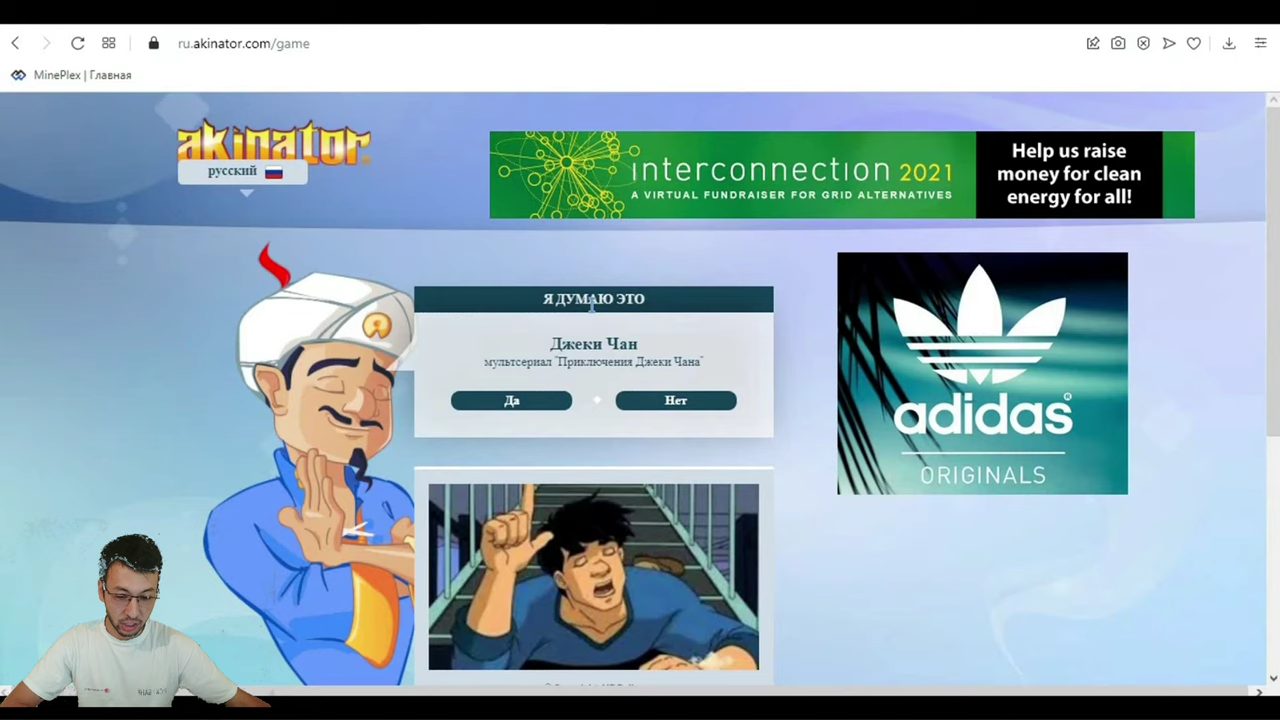 ru.akinator.com/game
MinePlex | Главная
akinator
русский
interconnection 2021
A VIRTUAL FUNDRAISER FOR GRID ALTERNATIVES
Help us raise
money for clean
energy for all!
Я ДУМАЮ ЭТО
Джеки Чан
мультсериал "Приключения Джеки Чана"
Да
Нет
adidas®
ORIGINALS